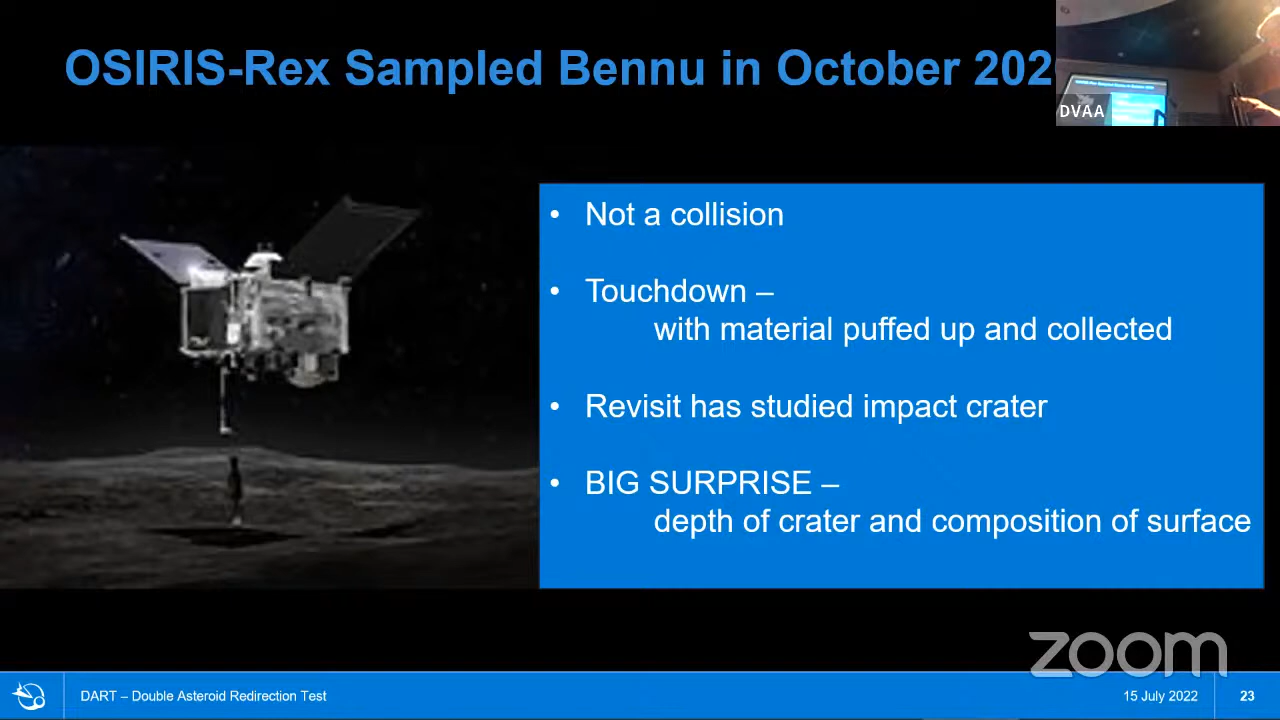 OSIRIS-Rex Sampled Bennu in October 202
DVAA
• Not a collision
• Touchdown –
with material puffed up and collected
• Revisit has studied impact crater
• BIG SURPRISE –
depth of crater and composition of surface
zoom
DART – Double Asteroid Redirection Test
15 July 2022
23